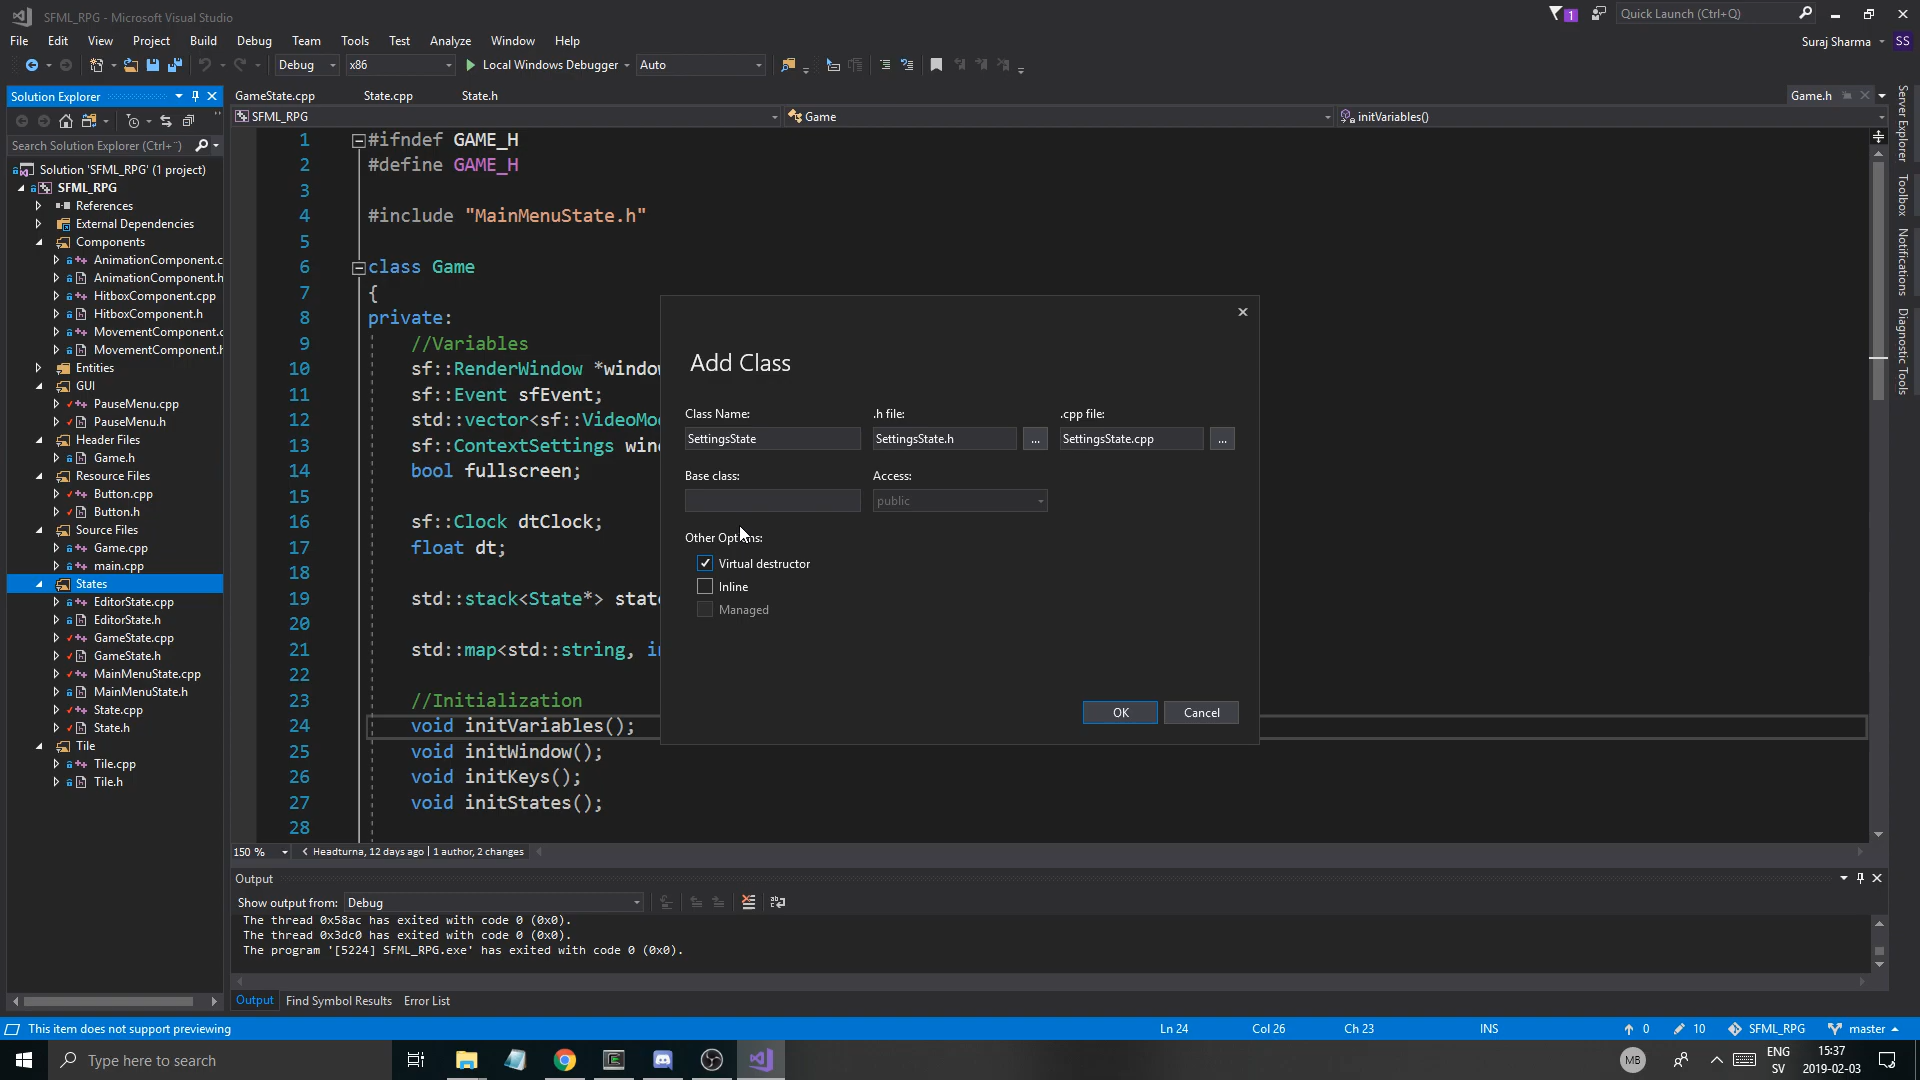 SFML_RPG - Microsoft Visual Studio
1
Quick Launch (Ctrl+Q)
File Edit View Project Build Debug Team Tools Test Analyze Window Help
Suraj Sharma SS
Debug x86 Local Windows Debugger Auto
Solution Explorer
GameState.cpp State.cpp State.h Game.h
SFML_RPG Game initVariables()
Search Solution Explorer (Ctrl+¨)
Solution 'SFML_RPG' (1 project)
SFML_RPG
References
External Dependencies
Components
AnimationComponent.c
AnimationComponent.h
HitboxComponent.cpp
HitboxComponent.h
MovementComponent.c
MovementComponent.h
Entities
GUI
PauseMenu.cpp
PauseMenu.h
Header Files
Game.h
Resource Files
Button.cpp
Button.h
Source Files
Game.cpp
main.cpp
States
EditorState.cpp
EditorState.h
GameState.cpp
GameState.h
MainMenuState.cpp
MainMenuState.h
State.cpp
State.h
Tile
Tile.cpp
Tile.h
1 #ifndef GAME_H
2 #define GAME_H
3
4 #include "MainMenuState.h"
5
6 class Game
7 {
8 private:
9 //Variables
10 sf::RenderWindow *window
11 sf::Event sfEvent;
12 std::vector<sf::VideoMod
13 sf::ContextSettings wind
14 bool fullscreen;
15
16 sf::Clock dtClock;
17 float dt;
18
19 std::stack<State*> state
20
21 std::map<std::string, in
22
23 //Initialization
24 void initVariables();
25 void initWindow();
26 void initKeys();
27 void initStates();
28
Add Class
Class Name: .h file: .cpp file:
SettingsState SettingsState.h ... SettingsState.cpp ...
Base class: Access:
public
Other Options:
Virtual destructor
Inline
Managed
OK Cancel
Server Explorer
Toolbox
Notifications
Diagnostic Tools
150 % Headturna, 12 days ago | 1 author, 2 changes
Output
Show output from: Debug
The thread 0x58ac has exited with code 0 (0x0).
The thread 0x3dc0 has exited with code 0 (0x0).
The program '[5224] SFML_RPG.exe' has exited with code 0 (0x0).
Output Find Symbol Results Error List
This item does not support previewing Ln 24 Col 26 Ch 23 INS 0 10 SFML_RPG master
Type here to search
MB
ENG
SV
15:37
2019-02-03